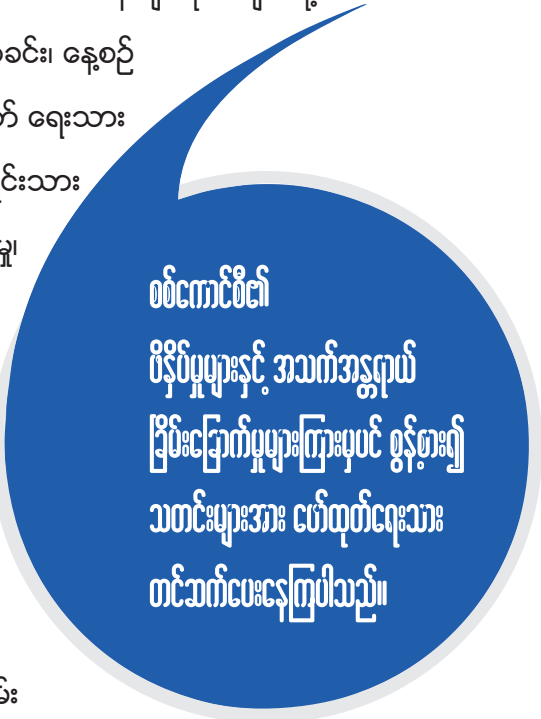 ခင်း၊ နေ့စဉ်
ရေးသား
င်းသား
မှု၊
စစ်ကောင်စီ၏
ဖိနှိပ်မှုများနှင့် အသက်အန္တရာယ်
ခြိမ်းခြောက်မှုများကြားမှပင် စွန့်စား၍
သတင်းများအား ဖော်ထုတ်ရေးသား
တင်ဆက်ပေးနေကြပါသည်။
မ်း